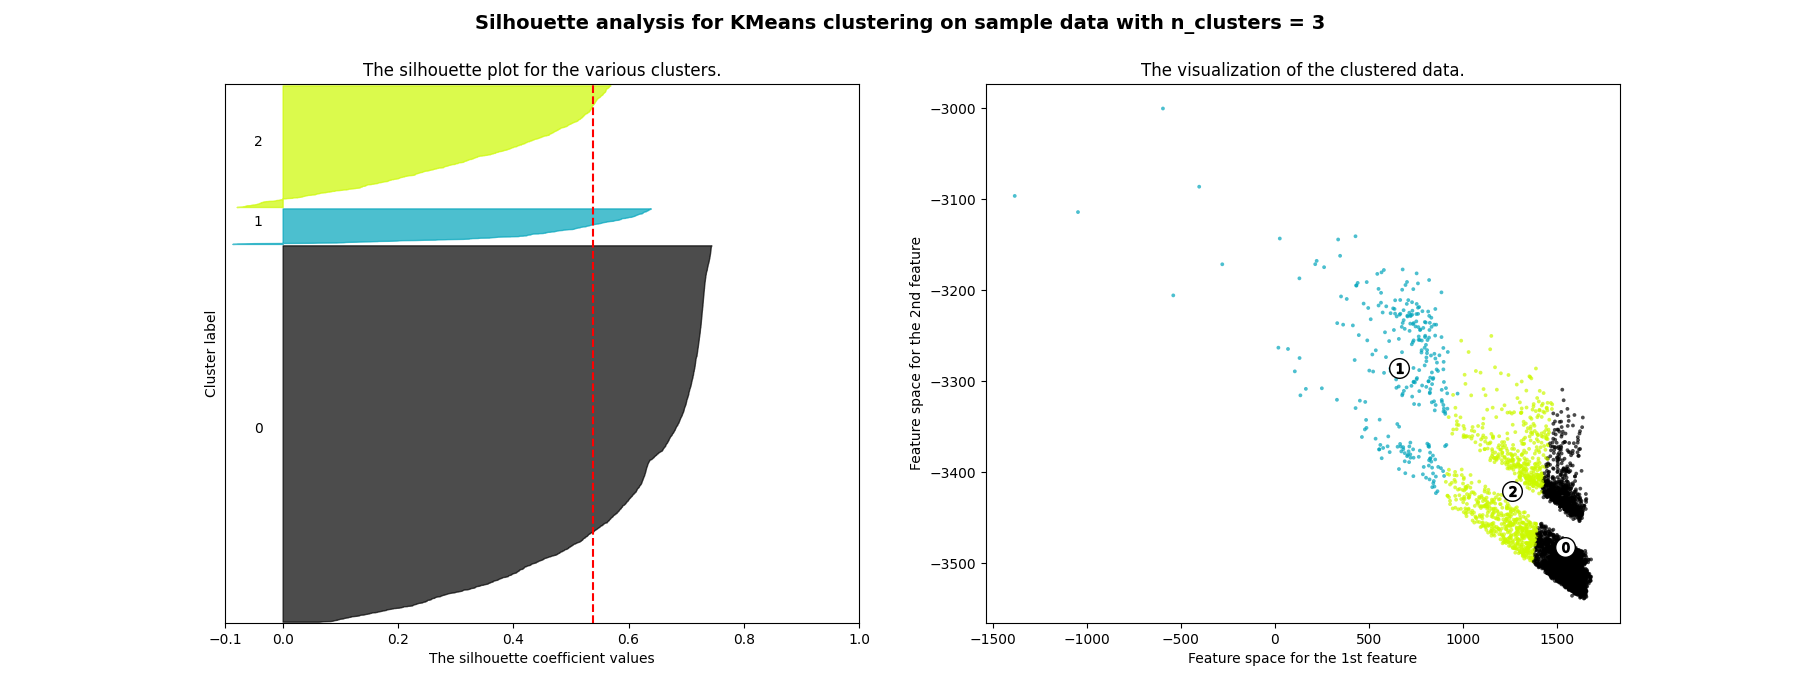 Silhouette analysis for KMeans clustering on sample data with n_clusters = 3
The silhouette plot for the various clusters.
2
1
0
Cluster label
−0.1 0.0 0.2 0.4 0.6 0.8 1.0
The silhouette coefficient values
The visualization of the clustered data.
−3000
−3100
−3200
−3300
−3400
−3500
Feature space for the 2nd feature
1
2
0
−1500 −1000 −500 0 500 1000 1500
Feature space for the 1st feature